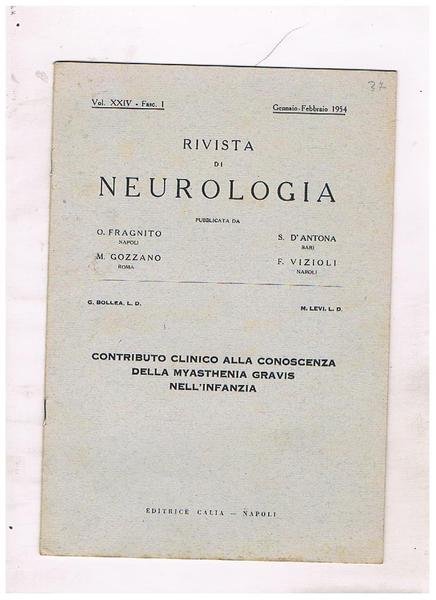 37
Vol. XXIV - Fasc. I Gennaio-Febbraio 1954
RIVISTA
DI
NEUROLOGIA
PUBBLICATA DA
O. FRAGNITO S. D'ANTONA
NAPOLI BARI
M. GOZZANO F. VIZIOLI
ROMA NAPOLI
G. BOLLEA, L. D. M. LEVI, L. D.
CONTRIBUTO CLINICO ALLA CONOSCENZA
DELLA MYASTHENIA GRAVIS
NELL'INFANZIA
EDITRICE CALIA — NAPOLI